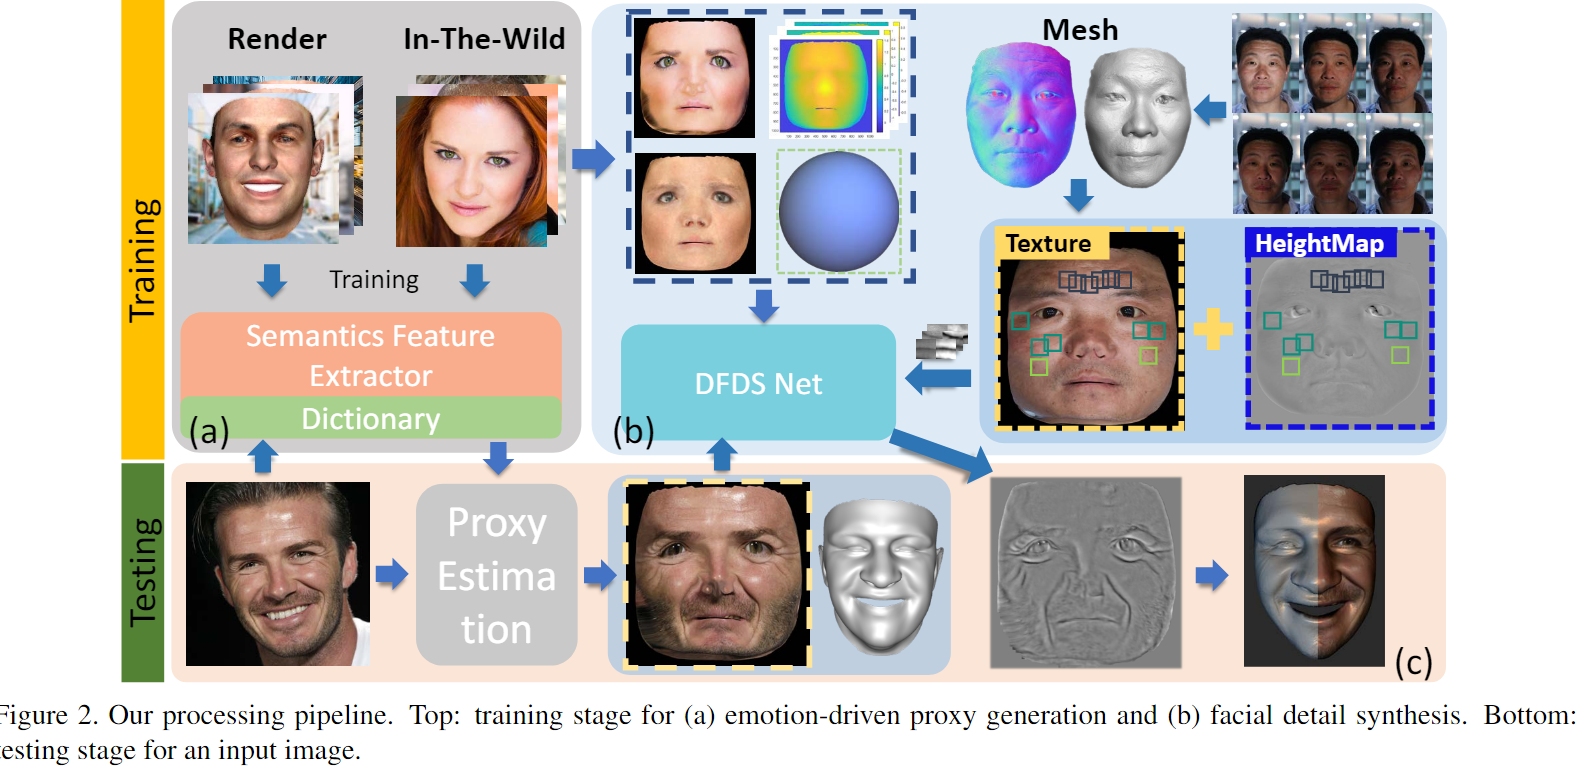 Render
In-The-Wild
Mesh
Training
Training
Texture
HeightMap
Semantics Feature
Extractor
Dictionary
(a)
DFDS Net
(b)
Testing
Proxy
Estima
tion
(c)
Figure 2. Our processing pipeline. Top: training stage for (a) emotion-driven proxy generation and (b) facial detail synthesis. Bottom:
testing stage for an input image.